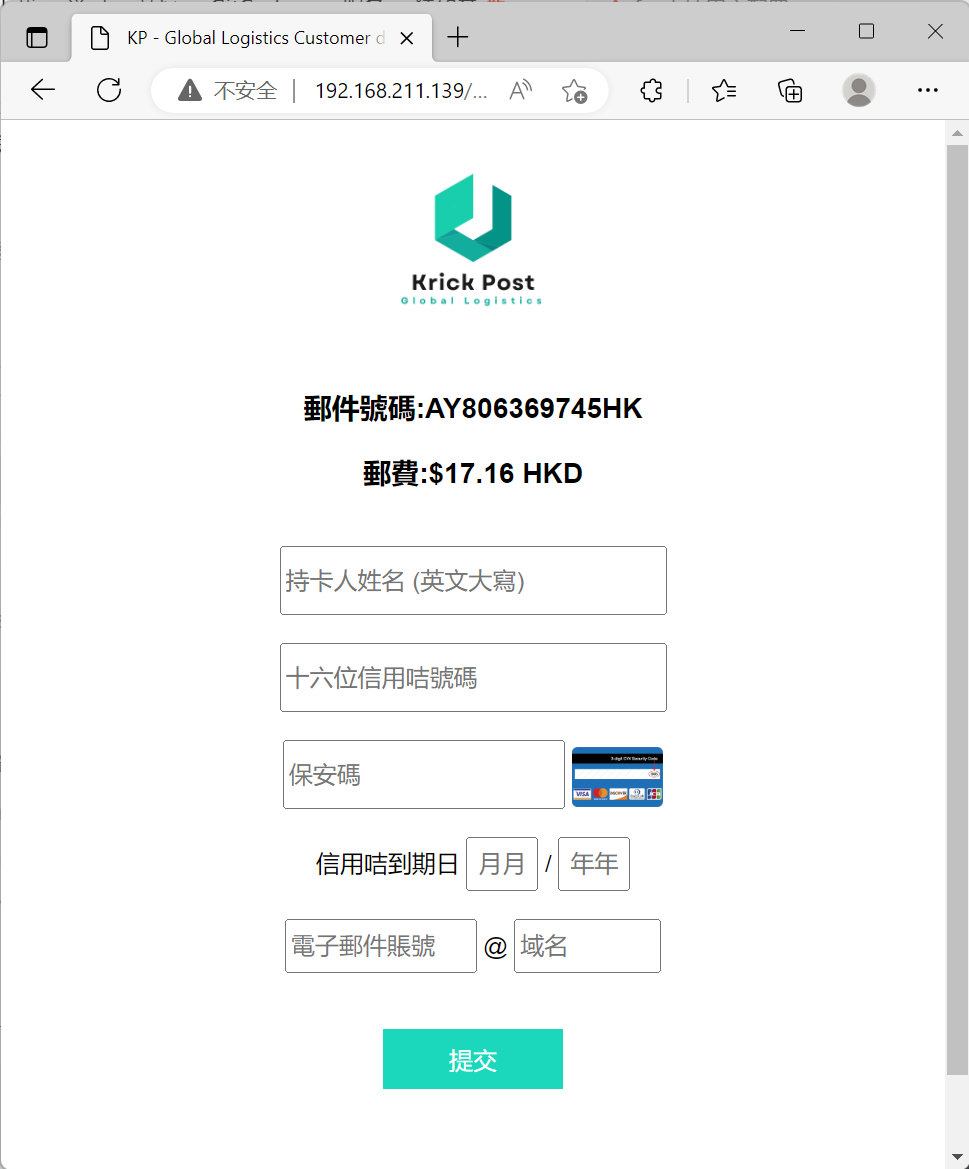 KP - Global Logistics Customer d
不安全
192.168.211.139/...
Krick Post
Global Logistics
郵件號碼:AY806369745HK
郵費:$17.16 HKD
持卡人姓名 (英文大寫)
十六位信用咭號碼
保安碼
VISA
信用咭到期日 月月 / 年年
電子郵件賬號 @ 域名
提交